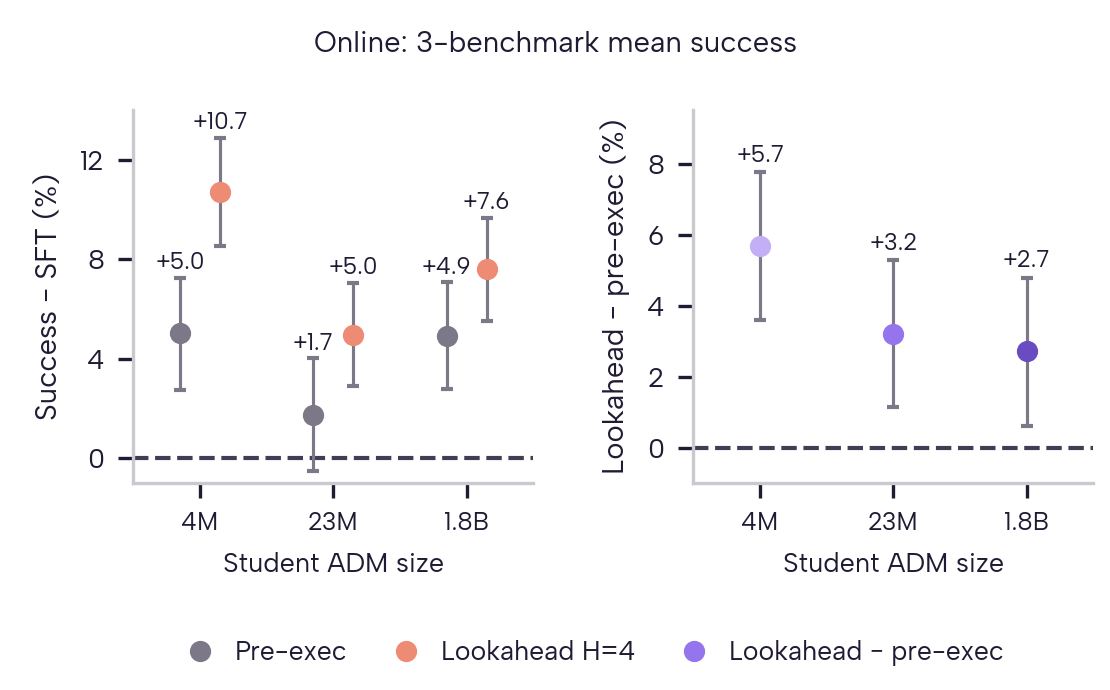 Online: 3-benchmark mean success
Success - SFT (%)
12
8
4
0
+5.0
+10.7
+1.7
+5.0
+4.9
+7.6
4M
23M
1.8B
Student ADM size
Lookahead - pre-exec (%)
8
6
4
2
0
+5.7
+3.2
+2.7
4M
23M
1.8B
Student ADM size
Pre-exec
Lookahead H=4
Lookahead - pre-exec